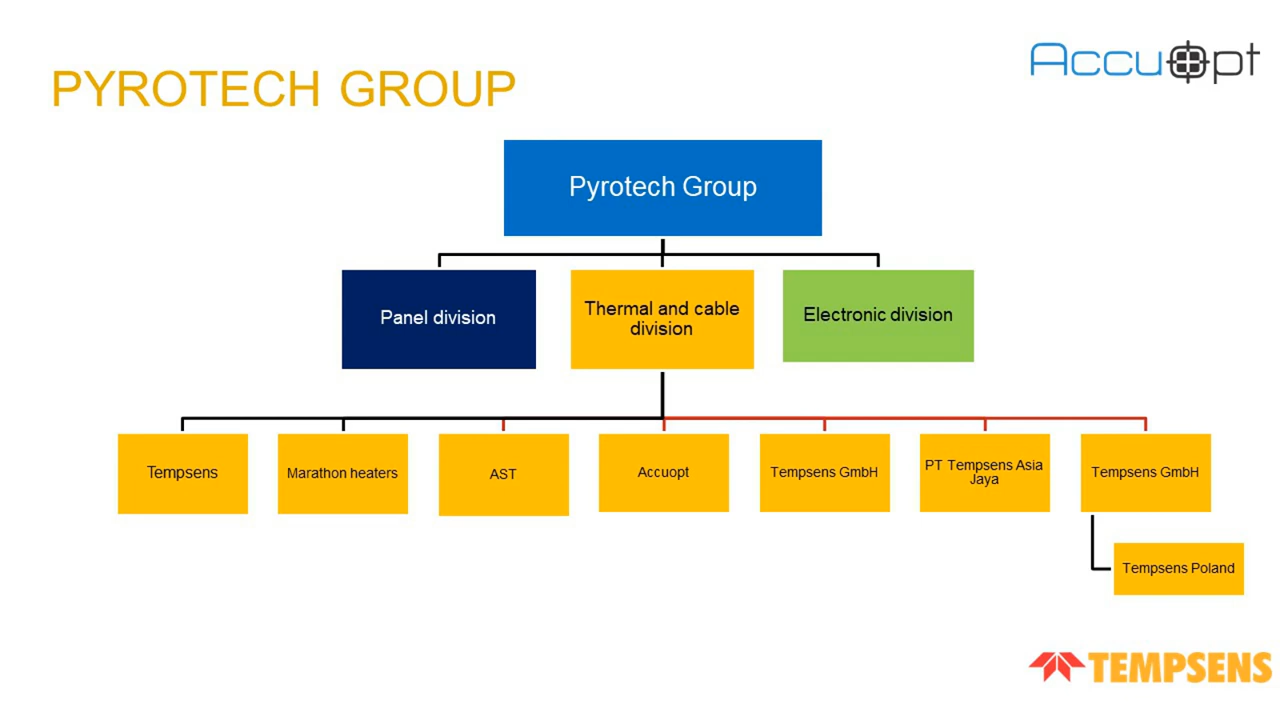 PYROTECH GROUP
Accuopt
Pyrotech Group
Panel division
Thermal and cable
division
Electronic division
Tempsens
Marathon heaters
AST
Accuopt
Tempsens GmbH
PT Tempsens Asia
Jaya
Tempsens GmbH
Tempsens Poland
TEMPSENS